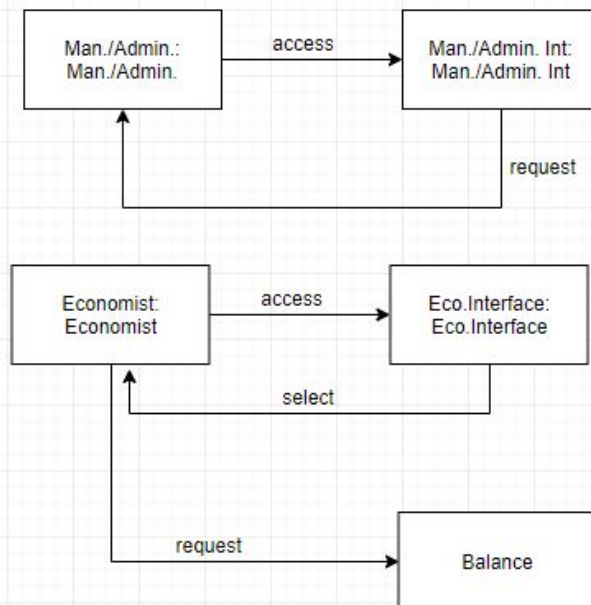 Man./Admin.:
Man./Admin.
access
Man./Admin. Int:
Man./Admin. Int
request
Economist:
Economist
access
Eco.Interface:
Eco.Interface
select
request
Balance